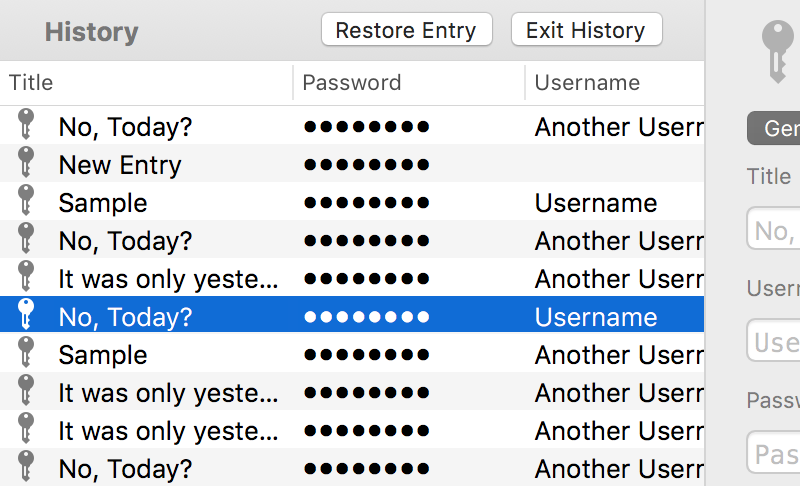 History Restore Entry Exit History
Title Password Username
No, Today? ●●●●●●●● Another Userr
New Entry ●●●●●●●●
Sample ●●●●●●●● Username
No, Today? ●●●●●●●● Another Userr
It was only yeste... ●●●●●●●● Another Userr
No, Today? ●●●●●●●● Username
Sample ●●●●●●●● Another Userr
It was only yeste... ●●●●●●●● Another Userr
It was only yeste... ●●●●●●●● Another Userr
No, Today? ●●●●●●●● Another Userr
Ger
Title
No,
Userr
Use
Passw
Pas